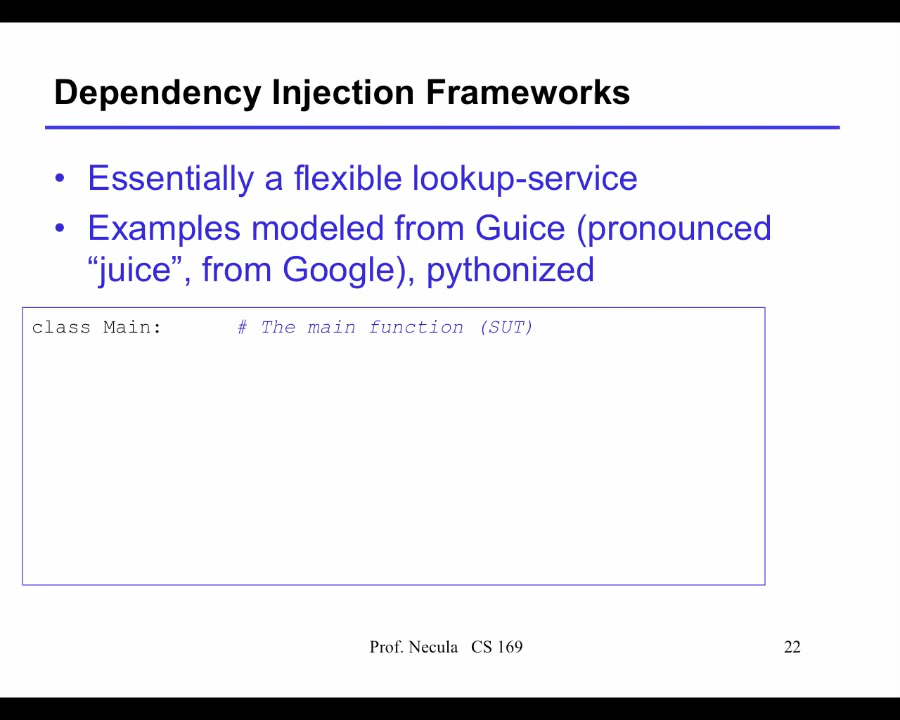 Dependency Injection Frameworks
• Essentially a flexible lookup-service
• Examples modeled from Guice (pronounced
“juice”, from Google), pythonized
class Main: # The main function (SUT)
Prof. Necula CS 169
22